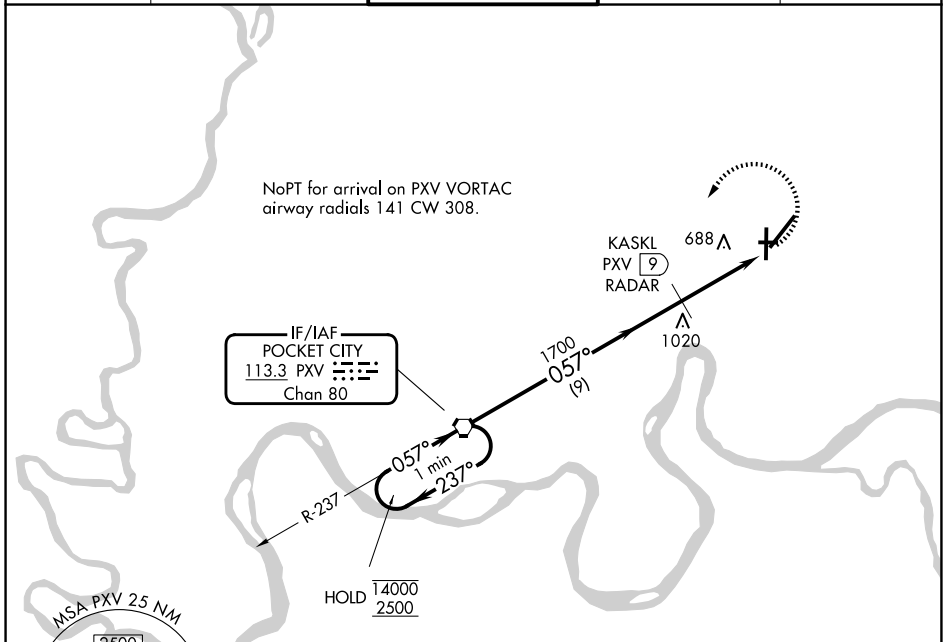 NoPT for arrival on PXV VORTAC
airway radials 141 CW 308.
KASKL
PXV 9
RADAR
688
1020
IF/IAF
POCKET CITY
113.3 PXV
Chan 80
1700
057°
(9)
057°
1 min
237°
R-237
HOLD 14000
2500
MSA PXV 25 NM